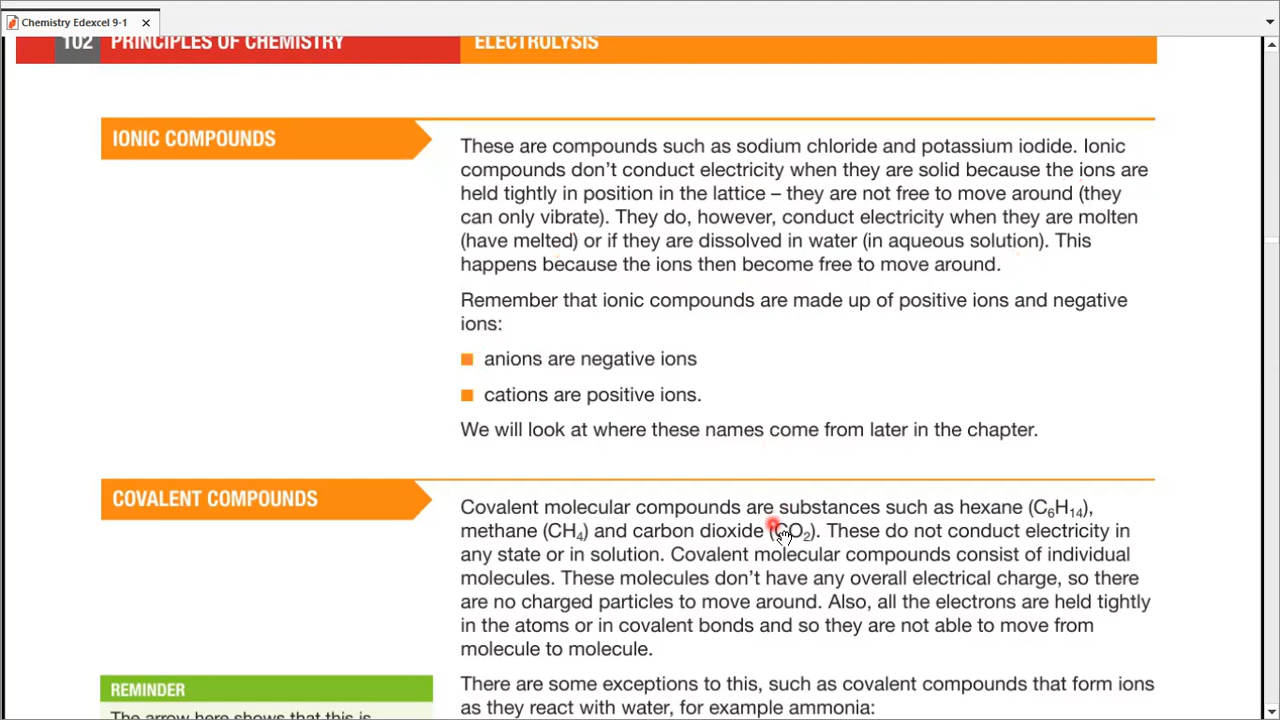 Chemistry Edexcel 9-1
102 PRINCIPLES OF CHEMISTRY
ELECTROLYSIS
IONIC COMPOUNDS
These are compounds such as sodium chloride and potassium iodide. Ionic
compounds don’t conduct electricity when they are solid because the ions are
held tightly in position in the lattice – they are not free to move around (they
can only vibrate). They do, however, conduct electricity when they are molten
(have melted) or if they are dissolved in water (in aqueous solution). This
happens because the ions then become free to move around.
Remember that ionic compounds are made up of positive ions and negative
ions:
■ anions are negative ions
■ cations are positive ions.
We will look at where these names come from later in the chapter.
COVALENT COMPOUNDS
Covalent molecular compounds are substances such as hexane (C₆H₁₄),
methane (CH₄) and carbon dioxide (CO₂). These do not conduct electricity in
any state or in solution. Covalent molecular compounds consist of individual
molecules. These molecules don’t have any overall electrical charge, so there
are no charged particles to move around. Also, all the electrons are held tightly
in the atoms or in covalent bonds and so they are not able to move from
molecule to molecule.
There are some exceptions to this, such as covalent compounds that form ions
as they react with water, for example ammonia:
REMINDER
The arrow here shows that this is